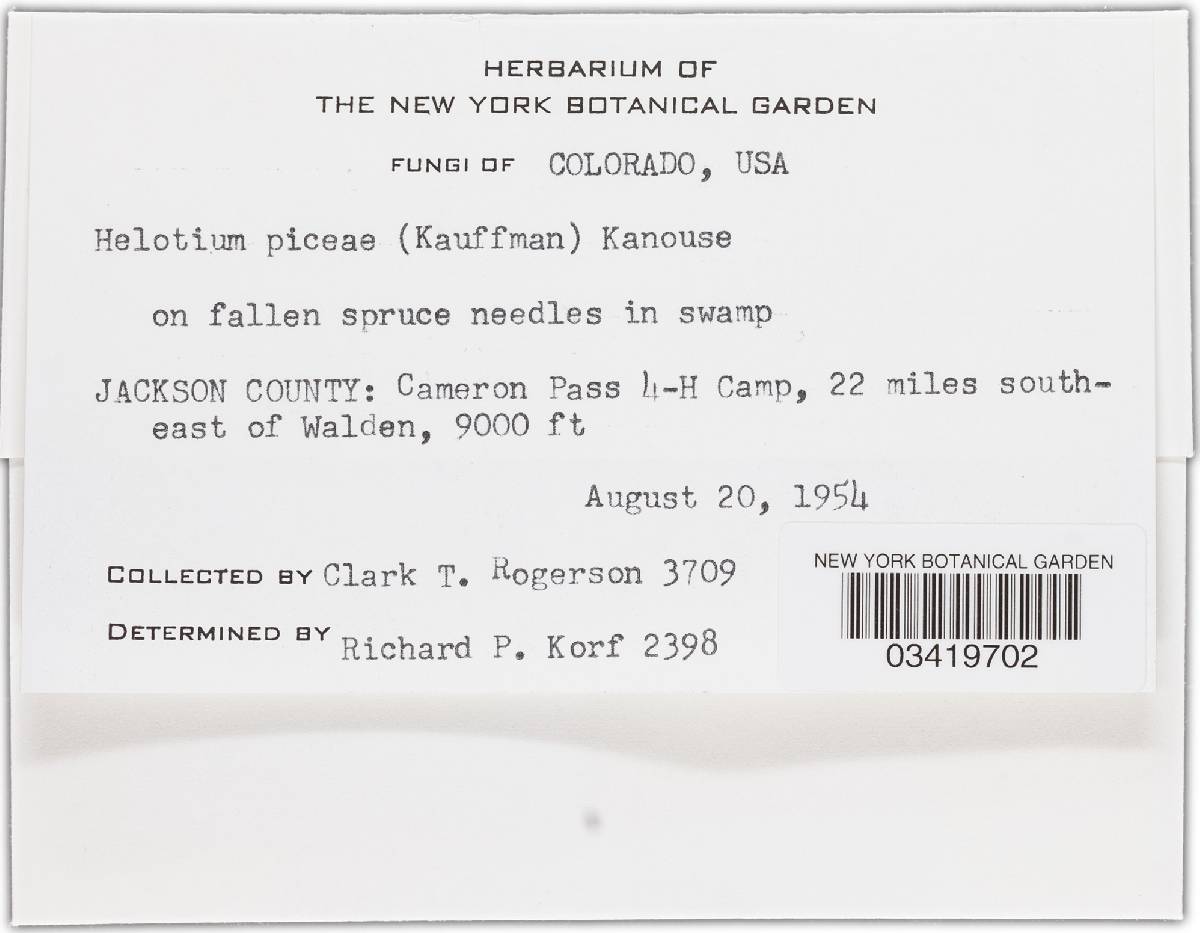 HERBARIUM OF
THE NEW YORK BOTANICAL GARDEN
FUNGI OF COLORADO, USA
Helotium piceae (Kauffman) Kanouse
on fallen spruce needles in swamp
JACKSON COUNTY: Cameron Pass 4-H Camp, 22 miles south-
east of Walden, 9000 ft
August 20, 1954
COLLECTED BY Clark T. Rogerson 3709
DETERMINED BY Richard P. Korf 2398
NEW YORK BOTANICAL GARDEN
03419702